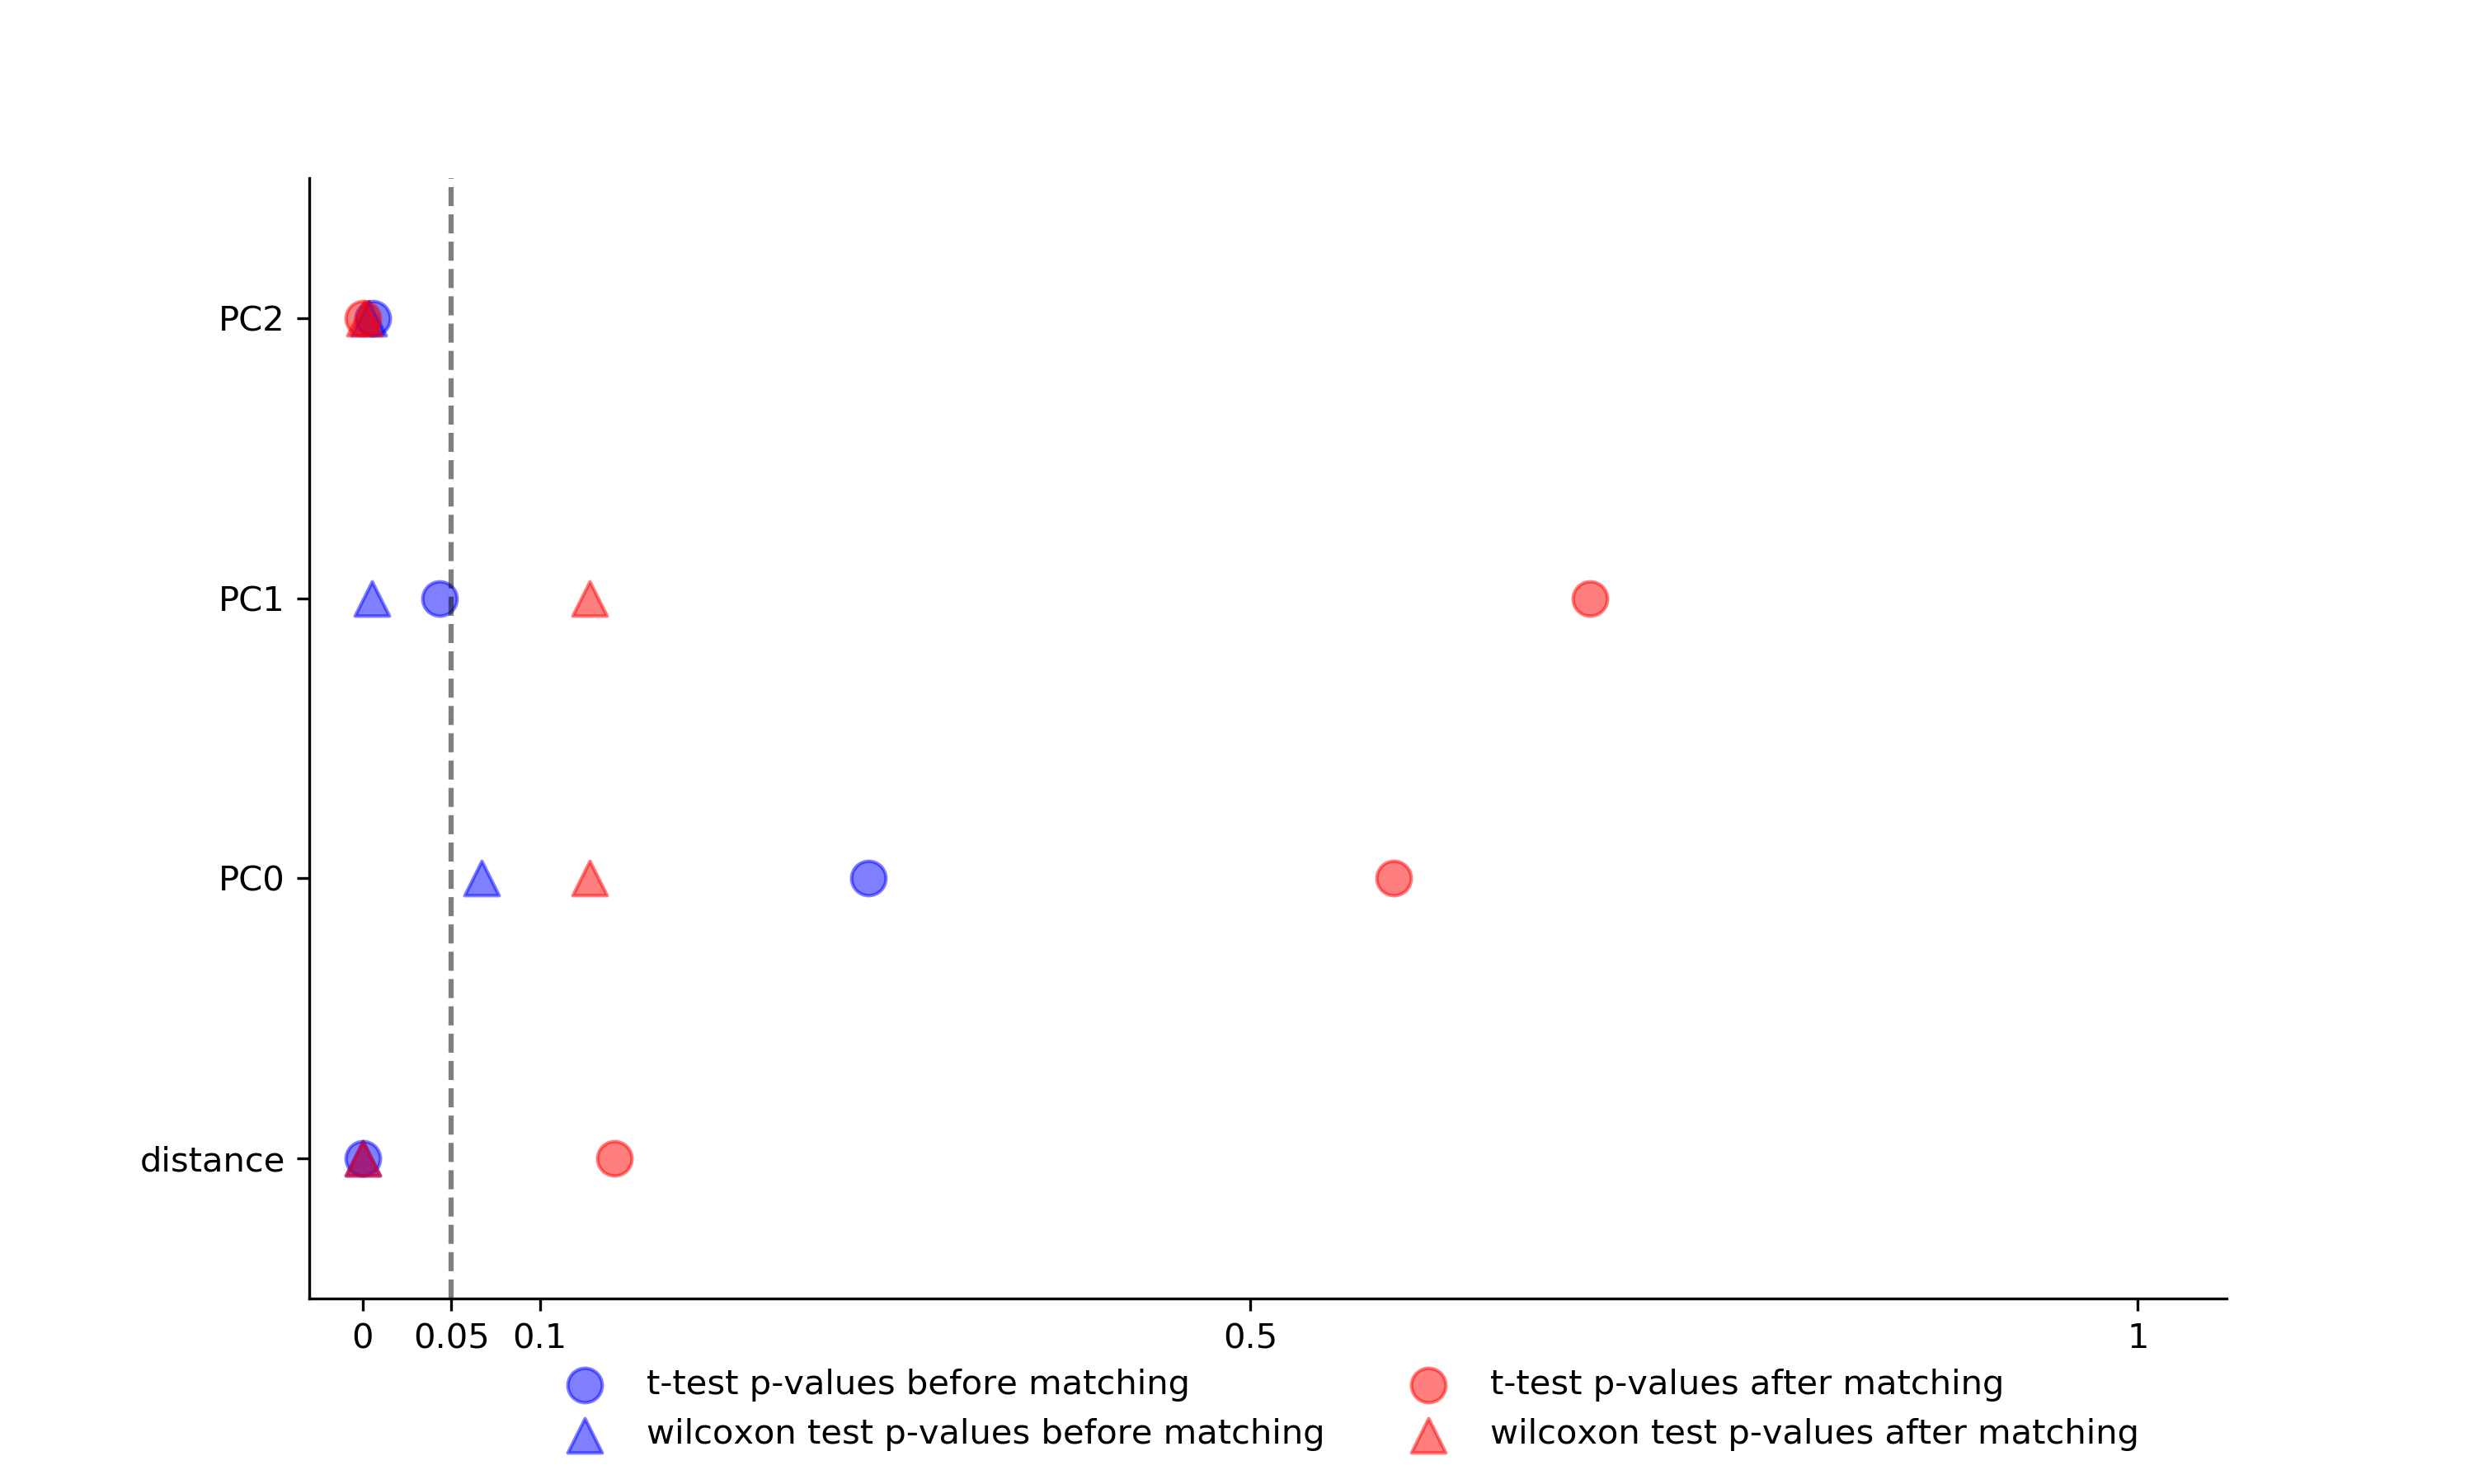 PC2
PC1
PC0
distance
0 0.05 0.1 0.5 1
t-test p-values before matching t-test p-values after matching
wilcoxon test p-values before matching wilcoxon test p-values after matching